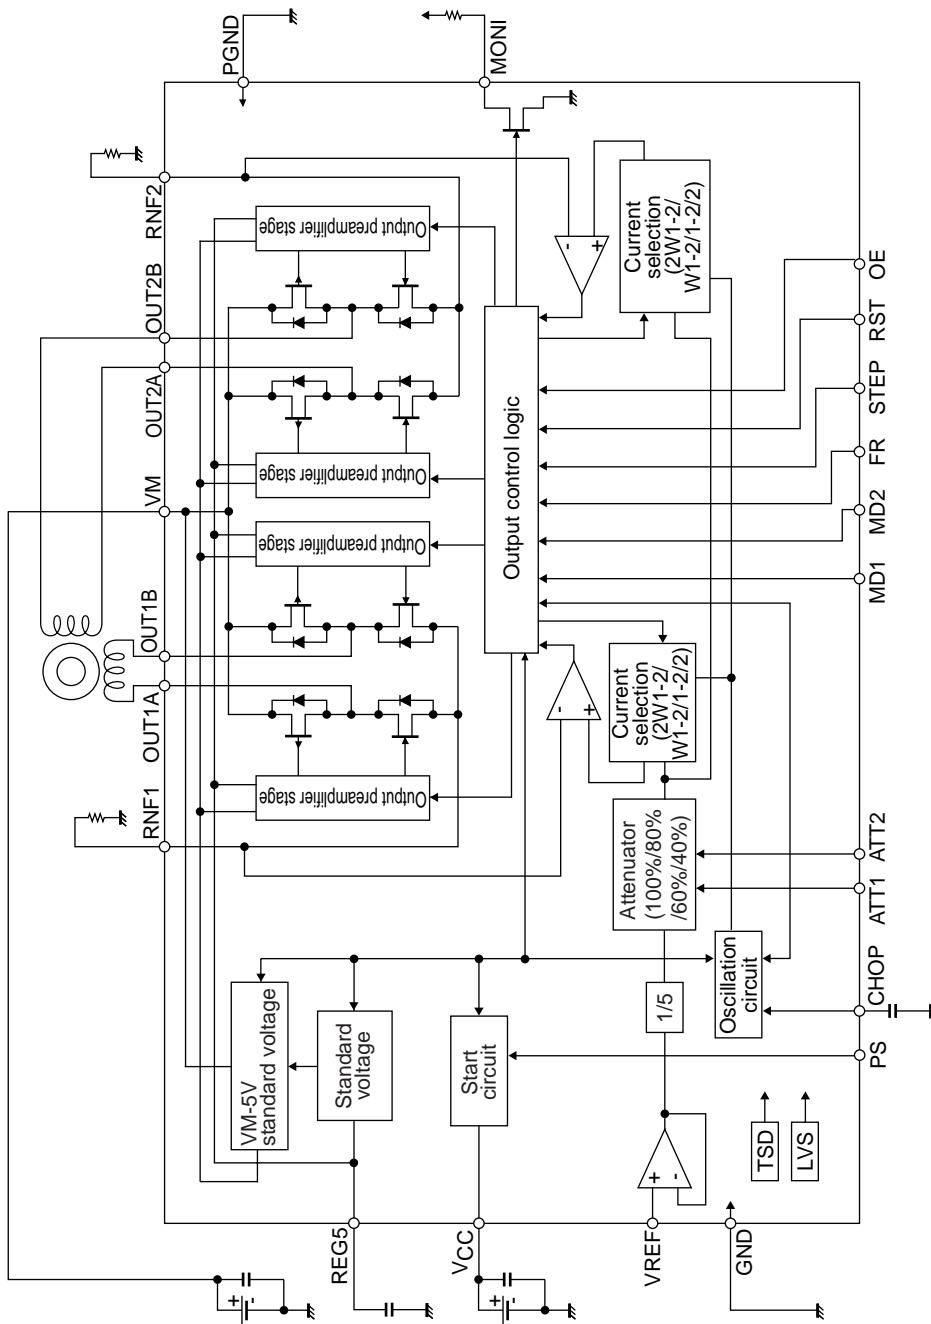 PGND
MONI
RNF2
OUT2B
OUT2A
VM
OUT1B
OUT1A
RNF1
Output preamplifier
stage
Output preamplifier
stage
Output preamplifier
stage
Output preamplifier
stage
Output control logic
Current
selection
(2W1-2/
W1-2/1-2/2)
Current
selection
(2W1-2/
W1-2/1-2/2)
-
+
-
+
OE
RST
STEP
FR
MD2
MD1
ATT2
ATT1
CHOP
PS
Attenuator
(100%/80%
/60%/40%)
Oscillation
circuit
1/5
VM-5V
standard voltage
Standard
voltage
Start
circuit
+
-
TSD
LVS
REG5
VCC
VREF
GND
+
-
+
-